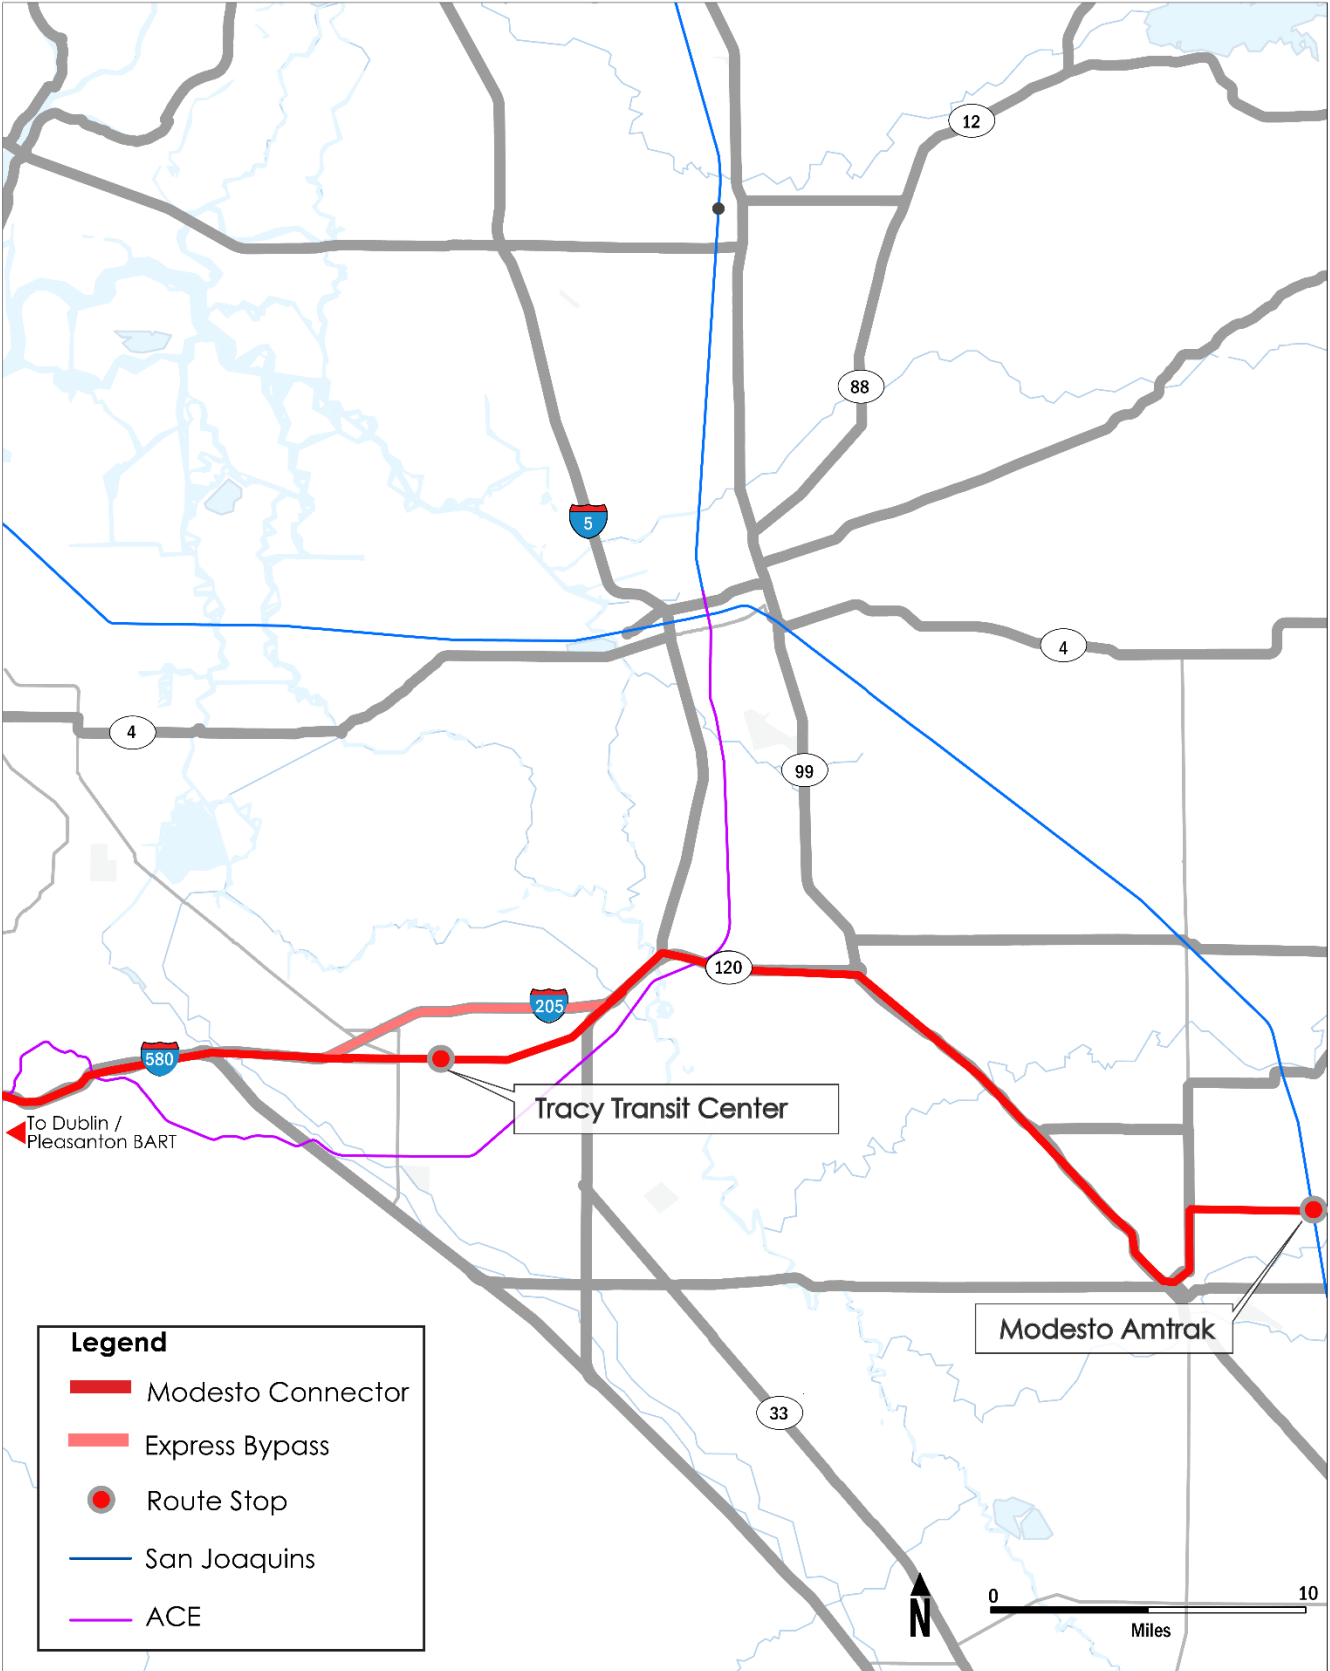 12
88
5
4
4
99
120
205
580
Tracy Transit Center
To Dublin /
Pleasanton BART
Modesto Amtrak
33
Legend
Modesto Connector
Express Bypass
Route Stop
San Joaquins
ACE
N
0 10
Miles